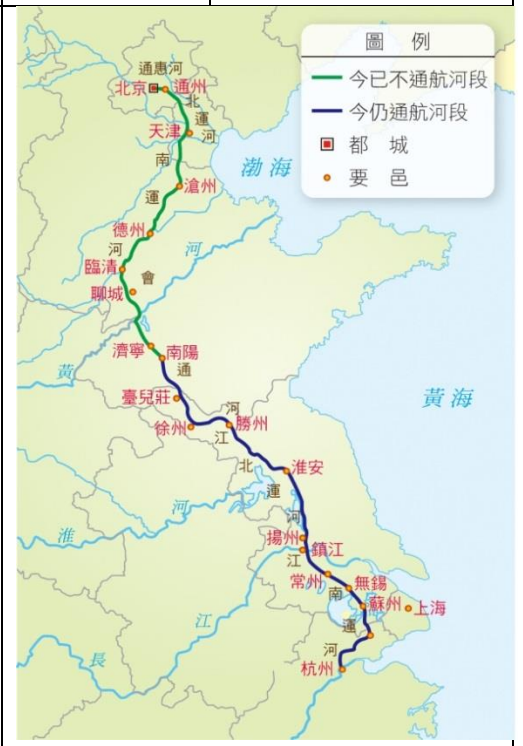 圖 例
今已不通航河段
今仍通航河段
都 城
要 邑
通惠河
北京
通州
北運河
天津
渤海
南運河
滄州
德州
臨清
會通河
聊城
黃河
濟寧
南陽
臺兒莊
徐州
勝州
黃海
江北運河
淮安
淮河
揚州
鎮江
江南運河
常州
無錫
蘇州
上海
長江
杭州